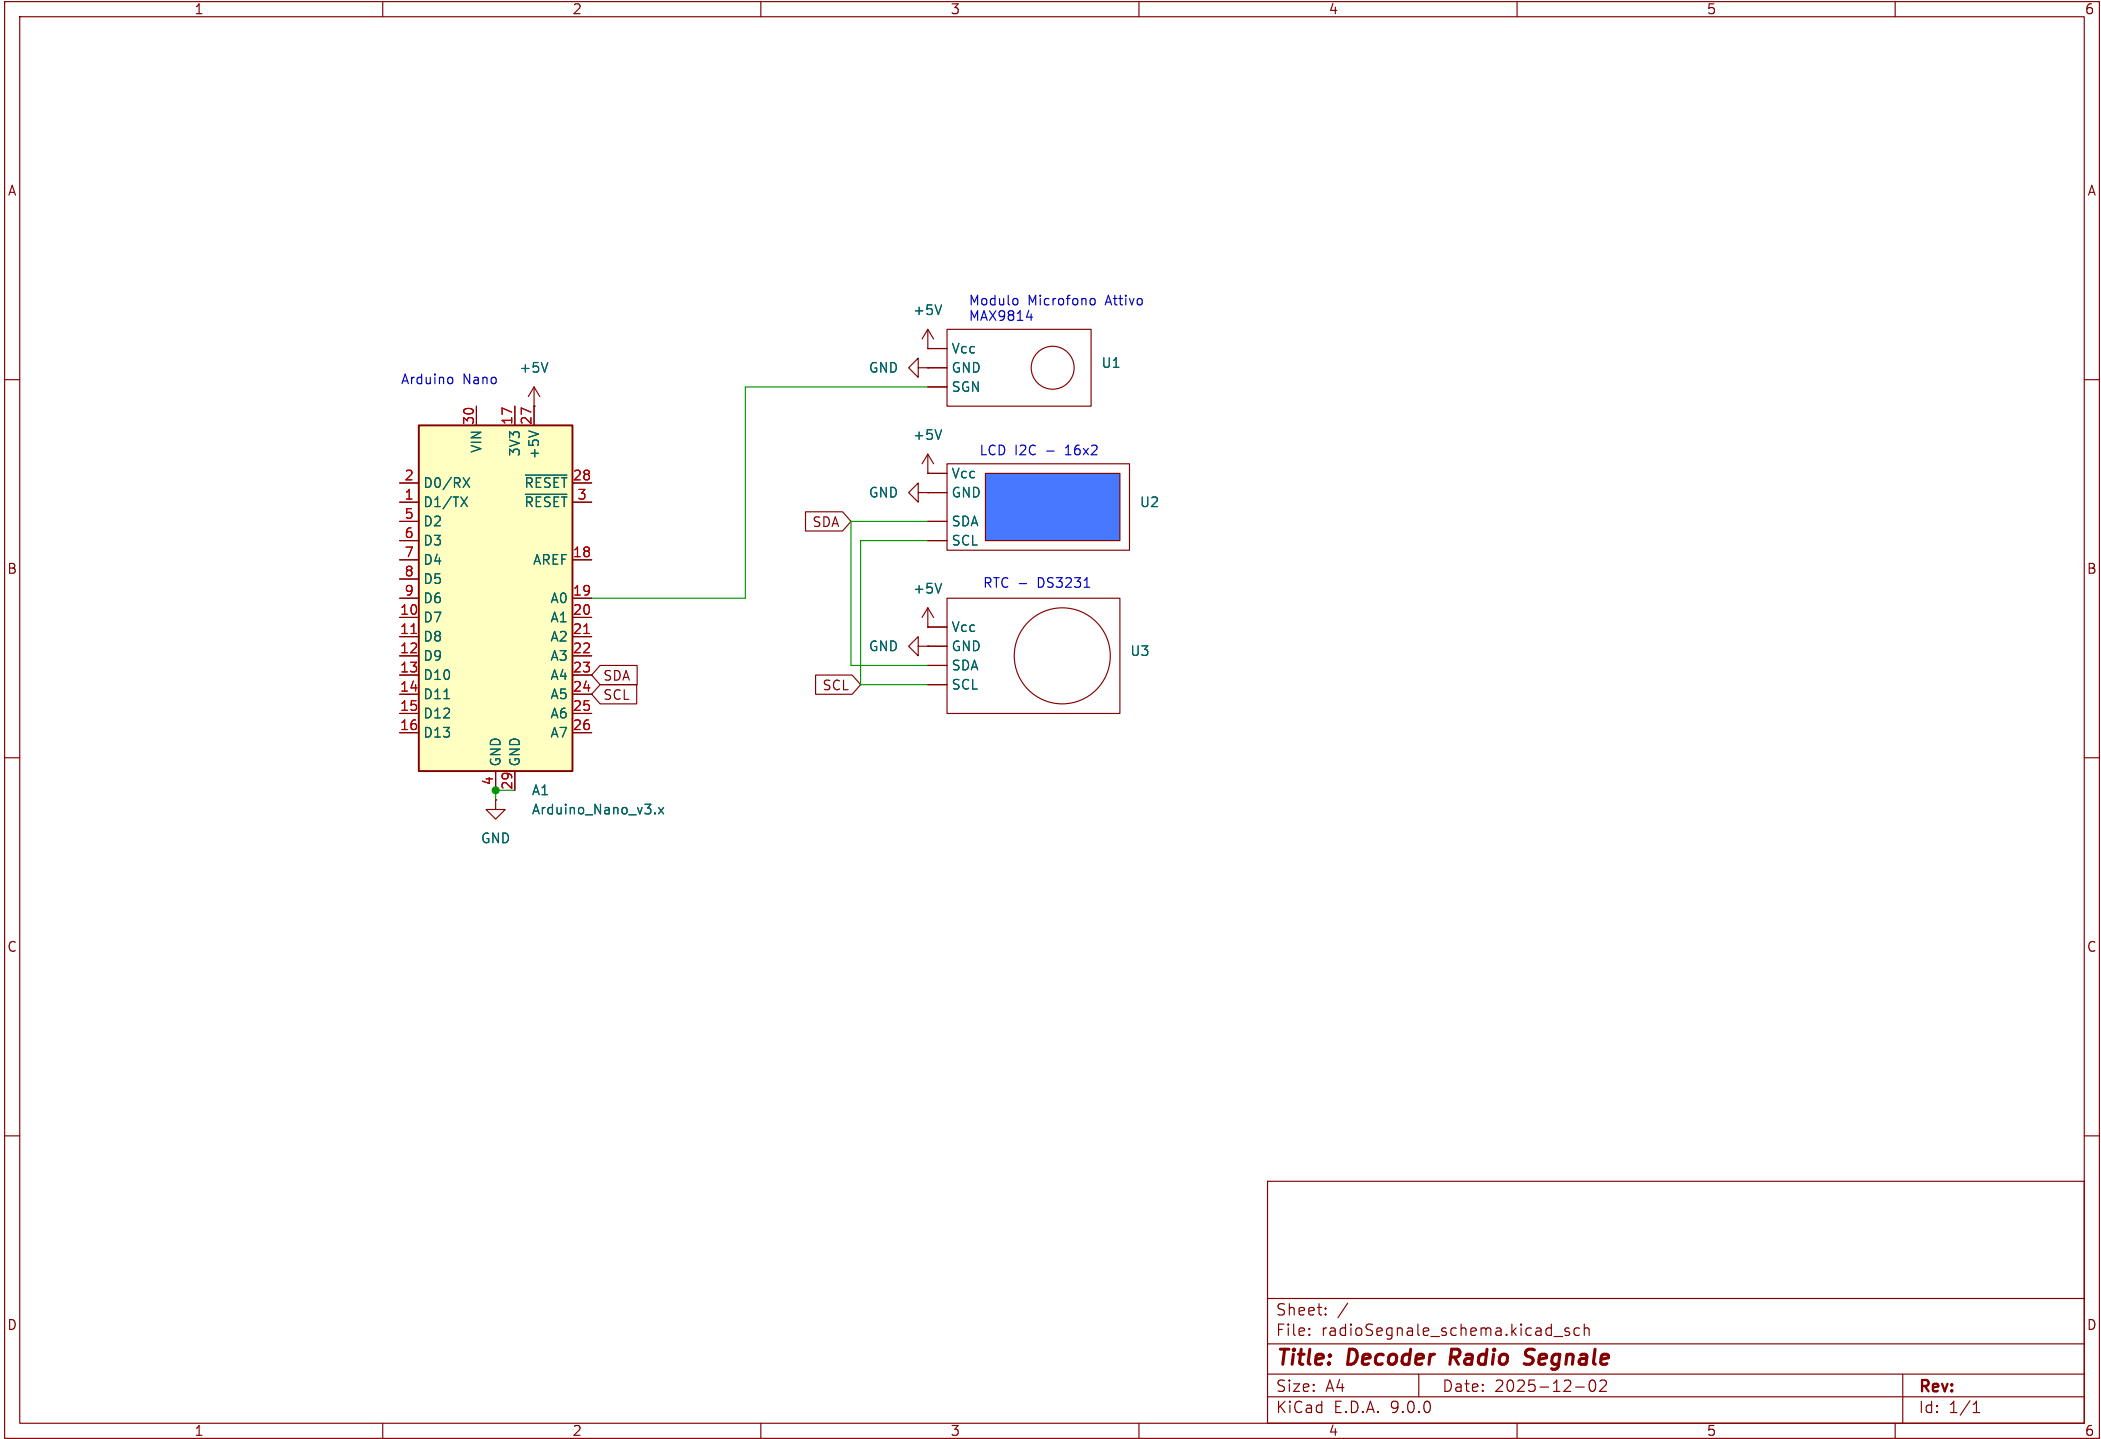 1 2 3 4 5 6
A A
B B
C C
D D
Arduino Nano
+5V
30 17 27
VIN 3V3 +5V
2 D0/RX
1 D1/TX
5 D2
6 D3
7 D4
8 D5
9 D6
10 D7
11 D8
12 D9
13 D10
14 D11
15 D12
16 D13
RESET 28
RESET 3
AREF 18
A0 19
A1 20
A2 21
A3 22
A4 23 SDA
A5 24 SCL
A6 25
A7 26
GND GND
4 29
A1
Arduino_Nano_v3.x
GND
Modulo Microfono Attivo
MAX9814
+5V
Vcc
GND GND
SGN
U1
+5V
LCD I2C - 16x2
Vcc
GND GND
SDA SDA
SCL
U2
+5V
RTC - DS3231
Vcc
GND GND
SDA
SCL SCL
U3
Sheet: /
File: radioSegnale_schema.kicad_sch
Title: Decoder Radio Segnale
Size: A4 Date: 2025-12-02 Rev:
KiCad E.D.A. 9.0.0 Id: 1/1
1 2 3 4 5 6